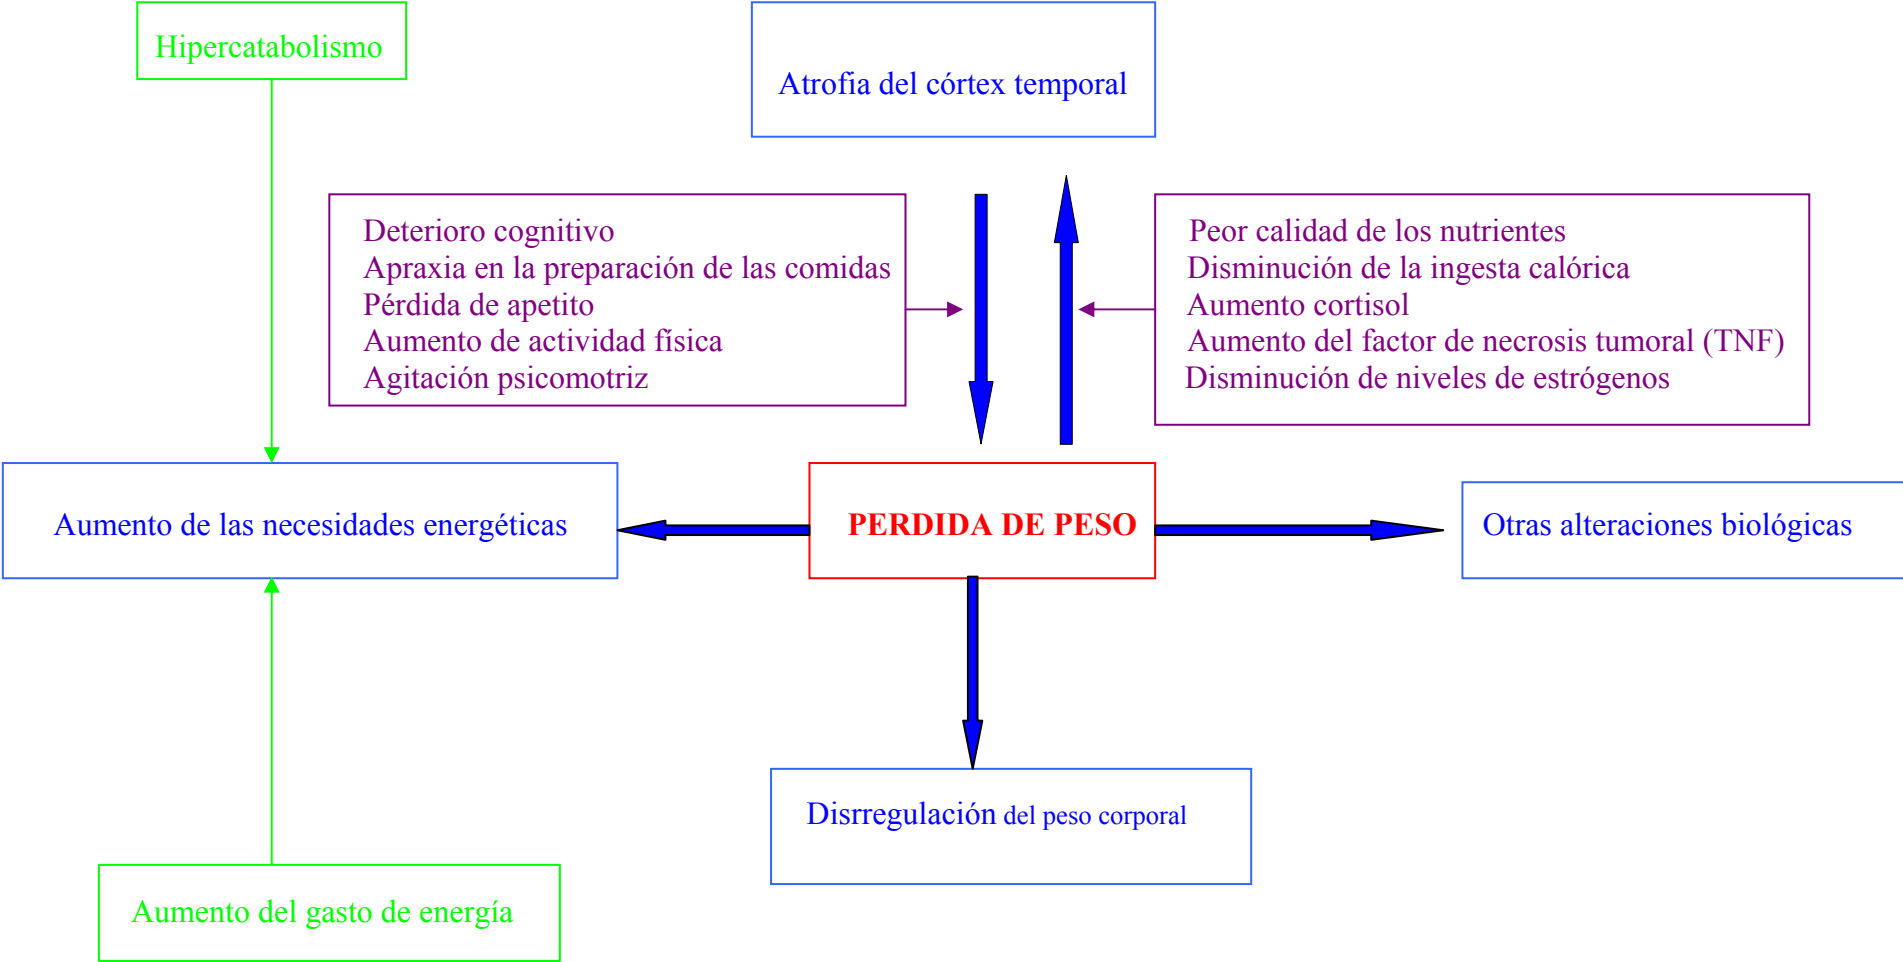 Hipercatabolismo
Atrofia del córtex temporal
Deterioro cognitivo
Apraxia en la preparación de las comidas
Pérdida de apetito
Aumento de actividad física
Agitación psicomotriz
Peor calidad de los nutrientes
Disminución de la ingesta calórica
Aumento cortisol
Aumento del factor de necrosis tumoral (TNF)
Disminución de niveles de estrógenos
Aumento de las necesidades energéticas
PERDIDA DE PESO
Otras alteraciones biológicas
Disrregulación del peso corporal
Aumento del gasto de energía